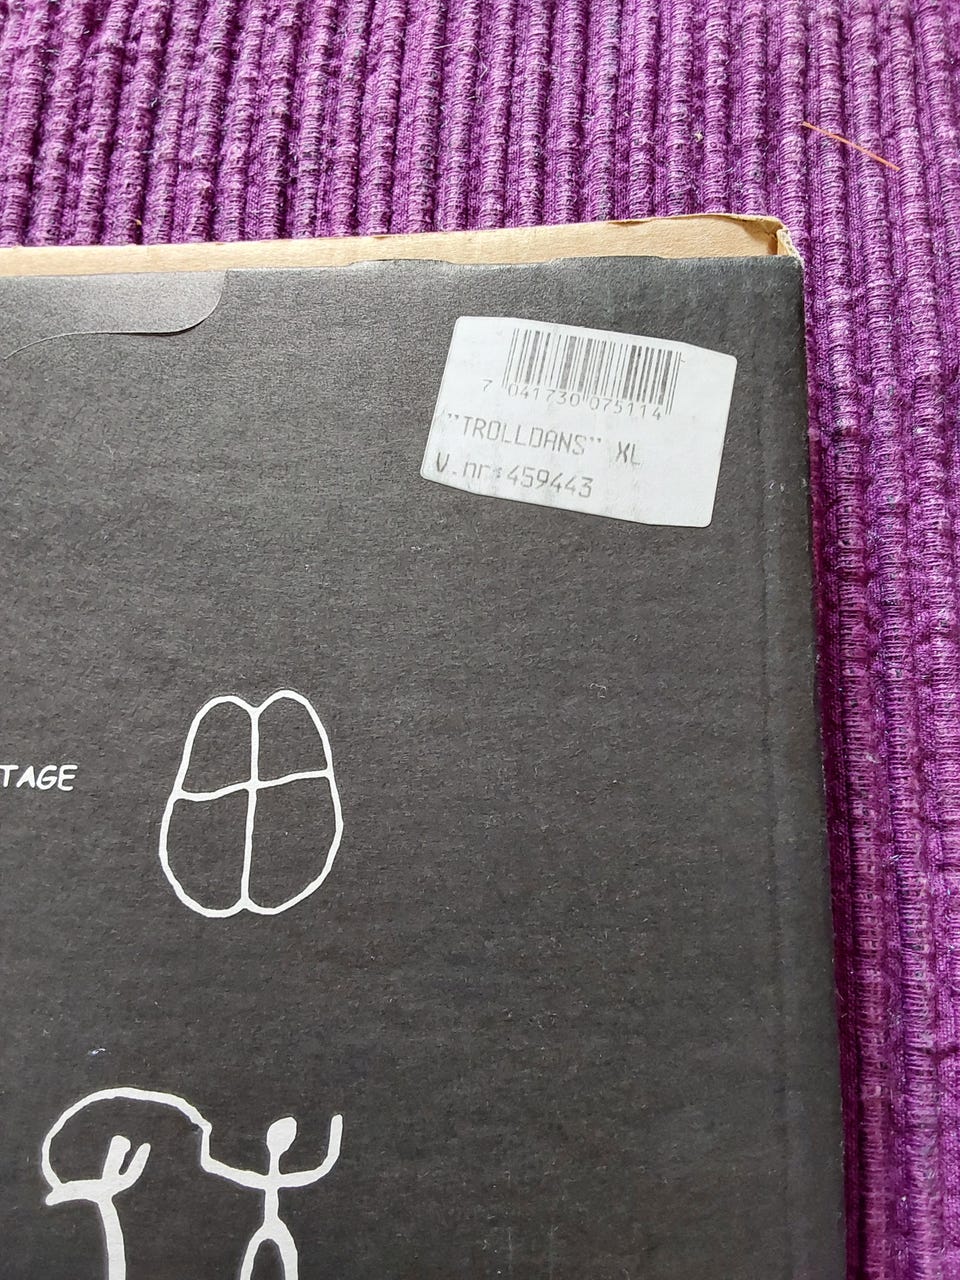 7 041730 075114
"TROLLDANS" XL
V.nr:459443
TAGE